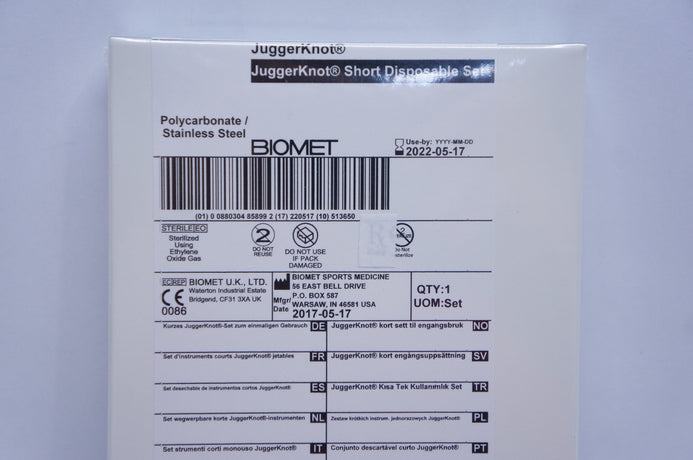 JuggerKnot®
JuggerKnot® Short Disposable Set
Polycarbonate /
Stainless Steel
BIOMET
Use-by: YYYY-MM-DD
2022-05-17
(01) 0 0880304 85899 2 (17) 220517 (10) 513650
STERILE EO
Sterilized
Using
Ethylene
Oxide Gas
2
DO NOT
REUSE
DO NOT USE
IF PACK
DAMAGED
Rx
Do Not
Resterilize
EC REP BIOMET U.K., LTD.
Waterton Industrial Estate
Bridgend, CF31 3XA UK
CE
0086
BIOMET SPORTS MEDICINE
56 EAST BELL DRIVE
P.O. BOX 587
WARSAW, IN 46581 USA
Mfgr/
Date 2017-05-17
QTY:1
UOM:Set
Kurzes JuggerKnot®-Set zum einmaligen Gebrauch DE
JuggerKnot® kort sett til engangsbruk NO
Set d'instruments courts JuggerKnot® jetables FR
JuggerKnot® kort engångsuppsättning SV
Set desechable de instrumentos cortos JuggerKnot® ES
JuggerKnot® Kısa Tek Kullanımlık Set TR
Set wegwerpbare korte JuggerKnot®-instrumenten NL
Zestaw krótkich instrum. jednorazowych JuggerKnot® PL
Set strumenti corti monouso JuggerKnot® IT
Conjunto descartável curto JuggerKnot® PT